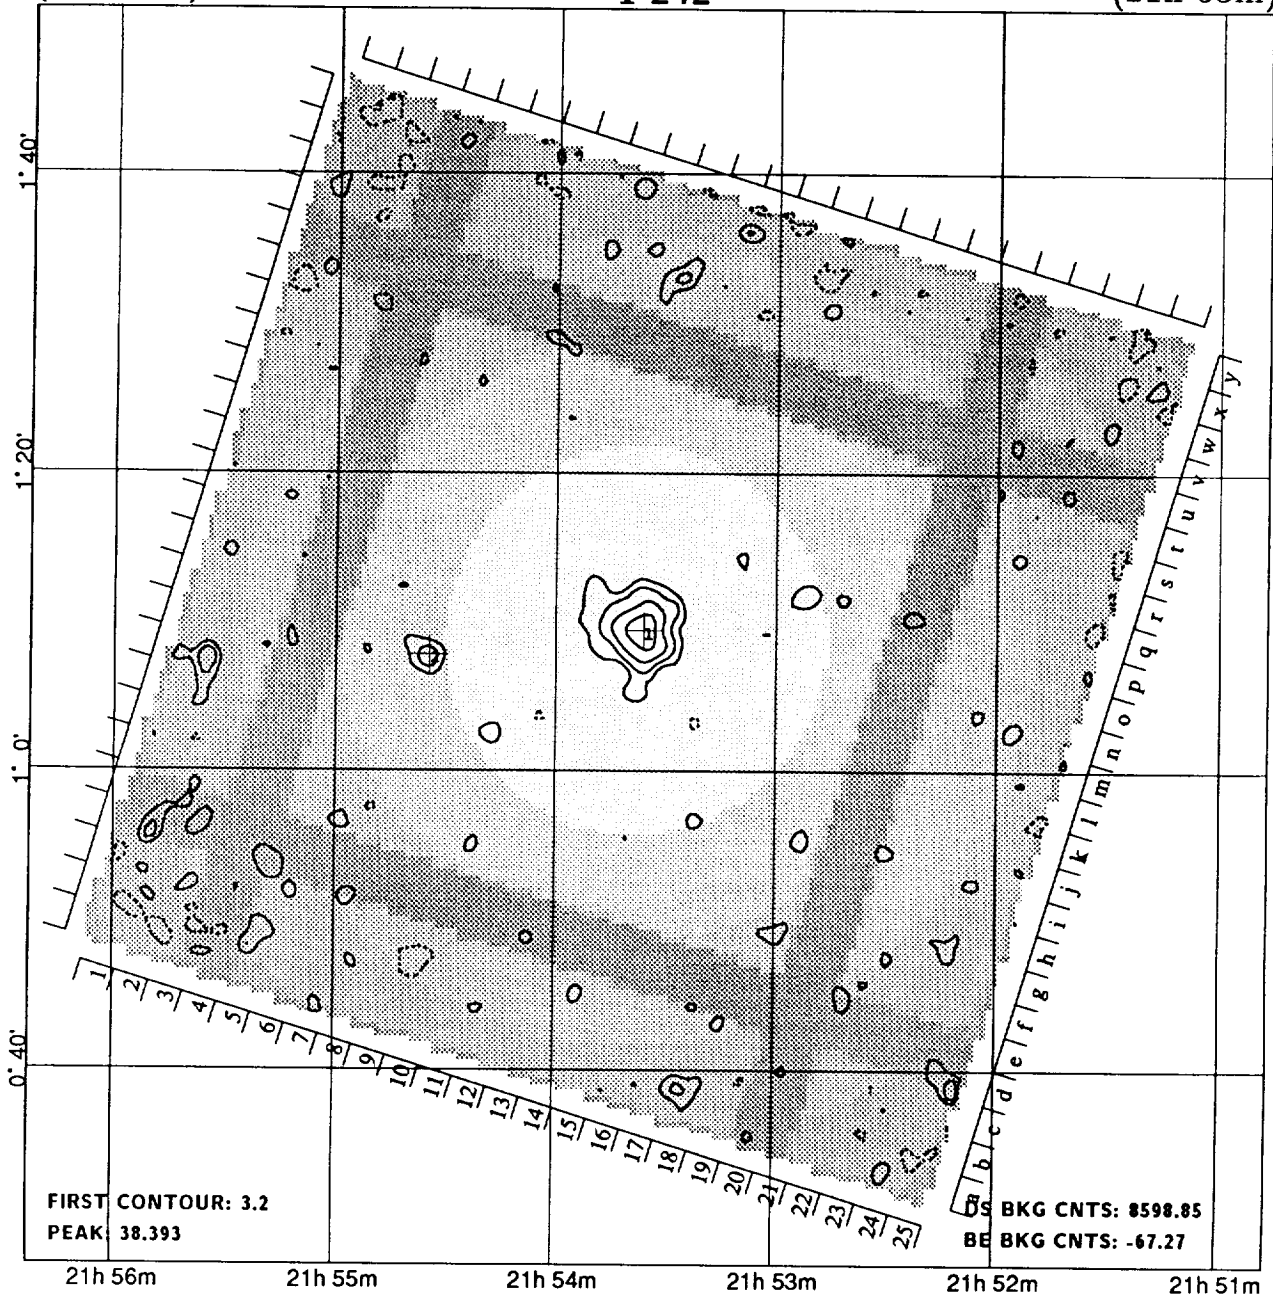 1° 40'
1° 20'
1° 0'
0° 40'
y
x
w
v
u
t
s
r
q
p
o
n
m
l
k
j
i
h
g
f
e
d
c
b
a
1 2 3 4 5 6 7 8 9 10 11 12 13 14 15 16 17 18 19 20 21 22 23 24 25
FIRST CONTOUR: 3.2
PEAK: 38.393
DS BKG CNTS: 8598.85
BE BKG CNTS: -67.27
21h 56m 21h 55m 21h 54m 21h 53m 21h 52m 21h 51m